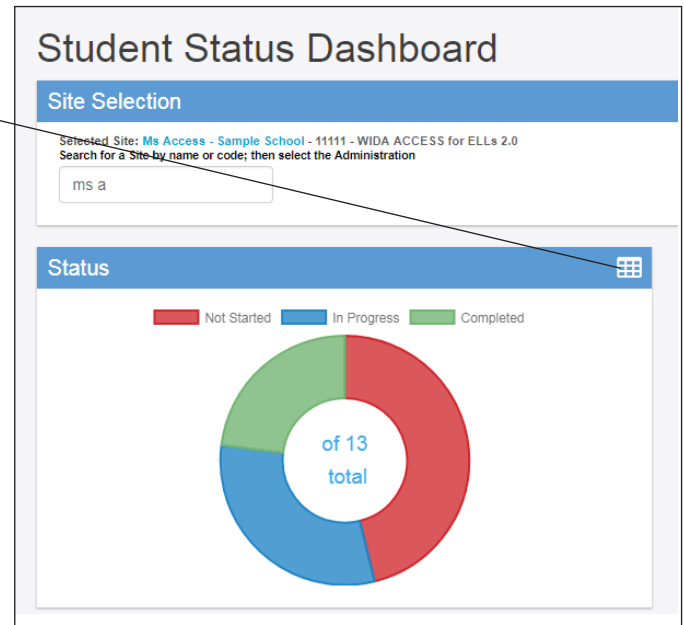 Student Status Dashboard
Site Selection
Selected Site: Ms Access - Sample School - 11111 - WIDA ACCESS for ELLs 2.0
Search for a Site by name or code; then select the Administration
ms a
Status
Not Started In Progress Completed
of 13
total